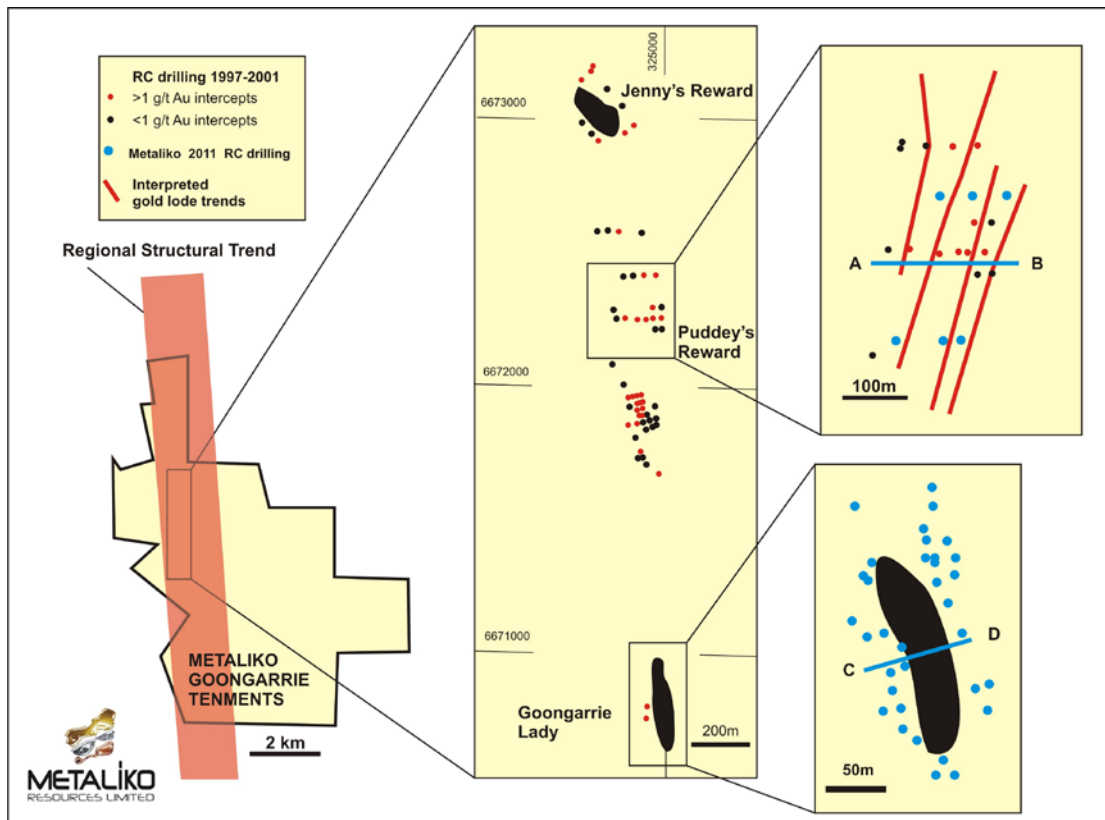 RC drilling 1997-2001
>1 g/t Au intercepts
<1 g/t Au intercepts
Metaliko 2011 RC drilling
Interpreted
gold lode trends
Regional Structural Trend
METALIKO
GOONGARRIE
TENMENTS
2 km
METALIKO
RESOURCES LIMITED
325000
6673000
Jenny's Reward
Puddey's
Reward
6672000
6671000
Goongarrie
Lady
200m
A
B
100m
C
D
50m